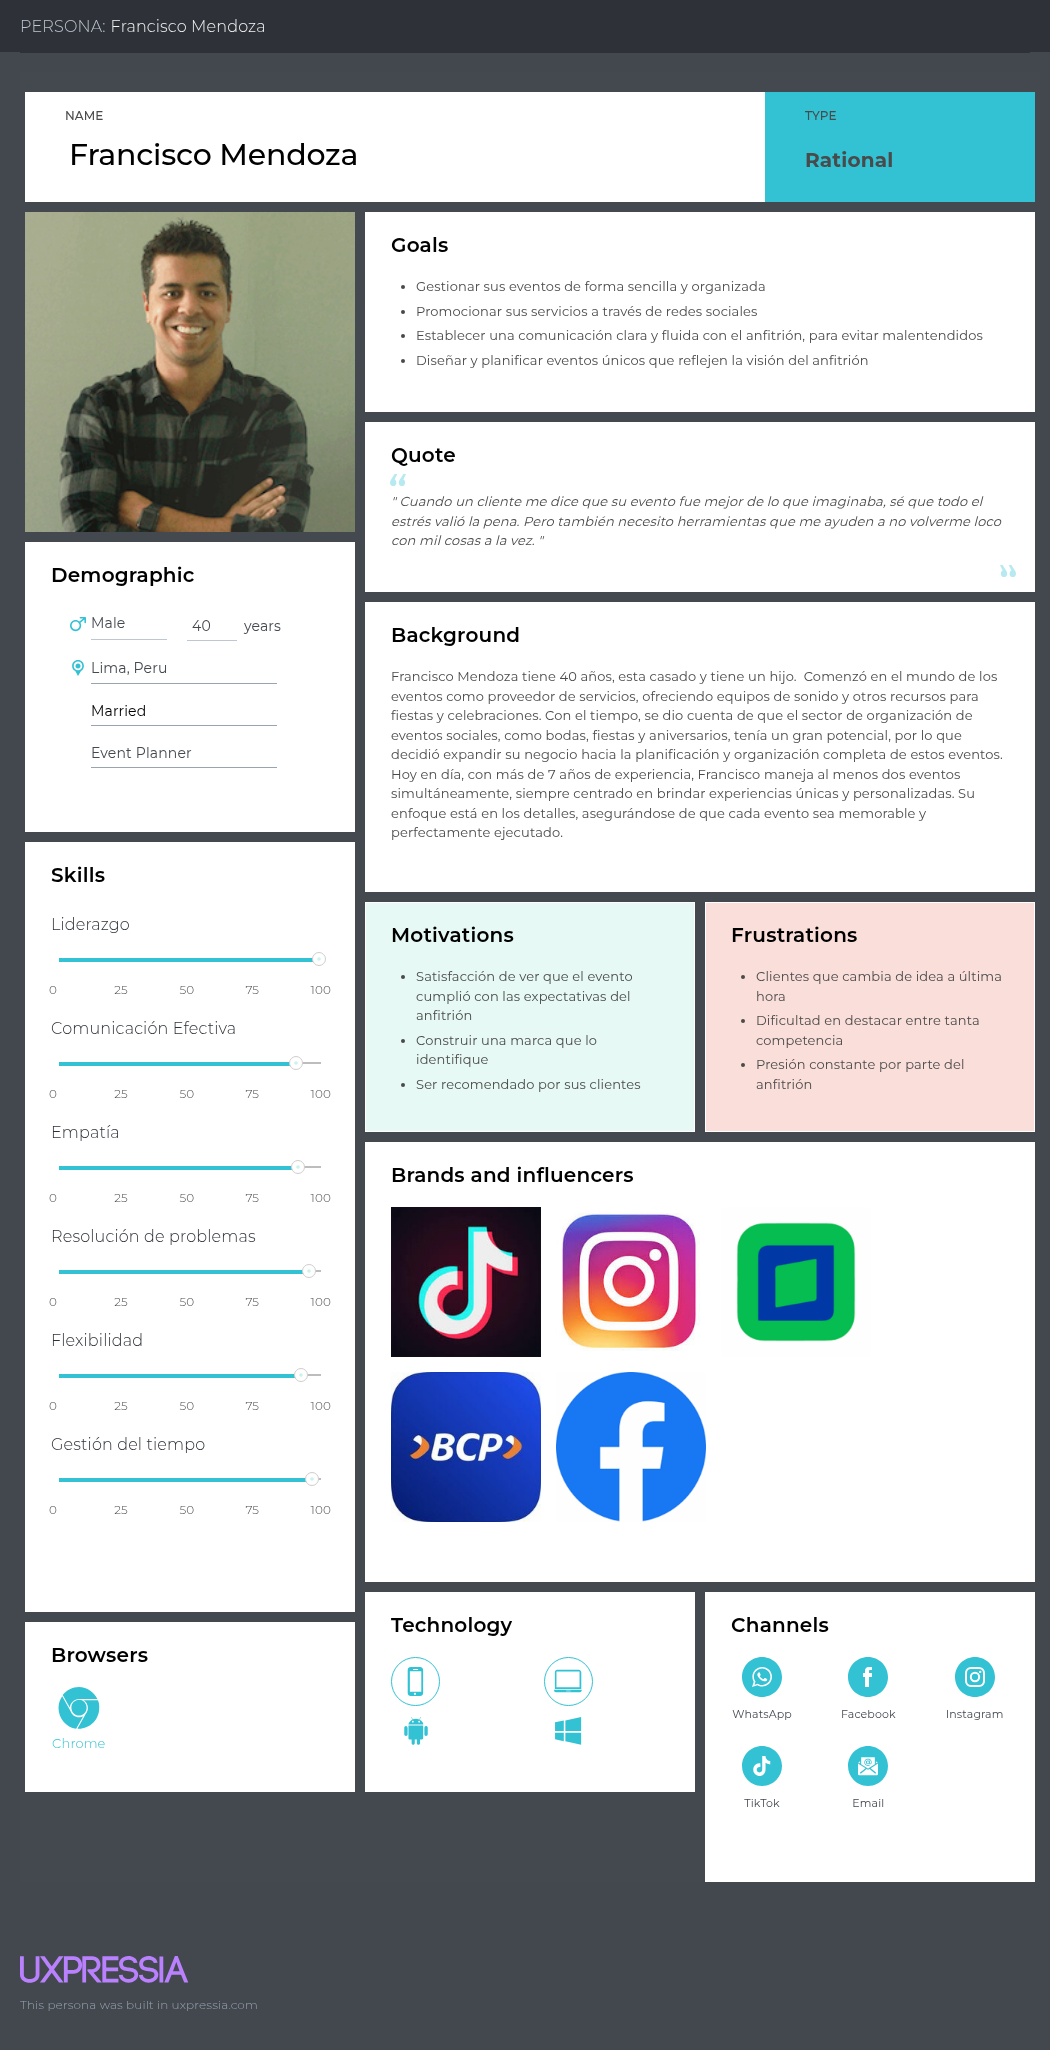 PERSONA: Francisco Mendoza
NAME
Francisco Mendoza
TYPE
Rational
Goals
Gestionar sus eventos de forma sencilla y organizada
Promocionar sus servicios a través de redes sociales
Establecer una comunicación clara y fluida con el anfitrión, para evitar malentendidos
Diseñar y planificar eventos únicos que reflejen la visión del anfitrión
Quote
“
" Cuando un cliente me dice que su evento fue mejor de lo que imaginaba, sé que todo el
estrés valió la pena. Pero también necesito herramientas que me ayuden a no volverme loco
con mil cosas a la vez. "
”
Demographic
Male
40 years
Lima, Peru
Married
Event Planner
Background
Francisco Mendoza tiene 40 años, esta casado y tiene un hijo. Comenzó en el mundo de los
eventos como proveedor de servicios, ofreciendo equipos de sonido y otros recursos para
fiestas y celebraciones. Con el tiempo, se dio cuenta de que el sector de organización de
eventos sociales, como bodas, fiestas y aniversarios, tenía un gran potencial, por lo que
decidió expandir su negocio hacia la planificación y organización completa de estos eventos.
Hoy en día, con más de 7 años de experiencia, Francisco maneja al menos dos eventos
simultáneamente, siempre centrado en brindar experiencias únicas y personalizadas. Su
enfoque está en los detalles, asegurándose de que cada evento sea memorable y
perfectamente ejecutado.
Skills
Liderazgo
0 25 50 75 100
Comunicación Efectiva
0 25 50 75 100
Empatía
0 25 50 75 100
Resolución de problemas
0 25 50 75 100
Flexibilidad
0 25 50 75 100
Gestión del tiempo
0 25 50 75 100
Motivations
Satisfacción de ver que el evento
cumplió con las expectativas del
anfitrión
Construir una marca que lo
identifique
Ser recomendado por sus clientes
Frustrations
Clientes que cambia de idea a última
hora
Dificultad en destacar entre tanta
competencia
Presión constante por parte del
anfitrión
Brands and influencers
BCP
Browsers
Chrome
Technology
Channels
WhatsApp
Facebook
Instagram
TikTok
Email
UXPRESSIA
This persona was built in uxpressia.com